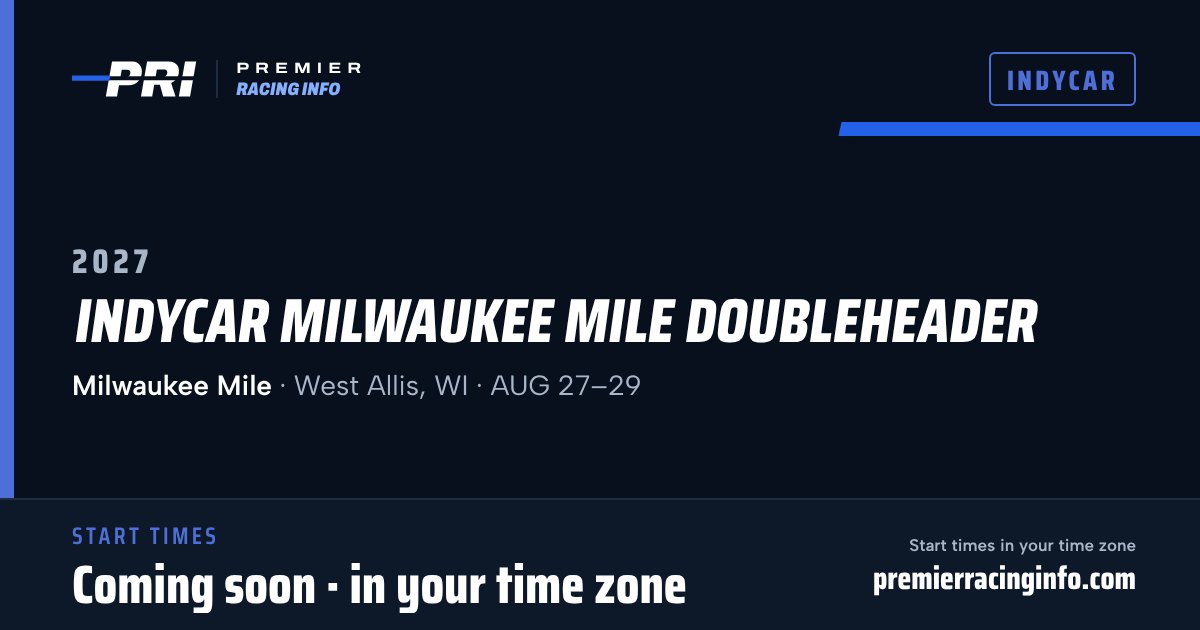 PRI
PREMIER
RACING INFO
INDYCAR
2027
INDYCAR MILWAUKEE MILE DOUBLEHEADER
Milwaukee Mile · West Allis, WI · AUG 27–29
START TIMES
Coming soon · in your time zone
Start times in your time zone
premierracinginfo.com